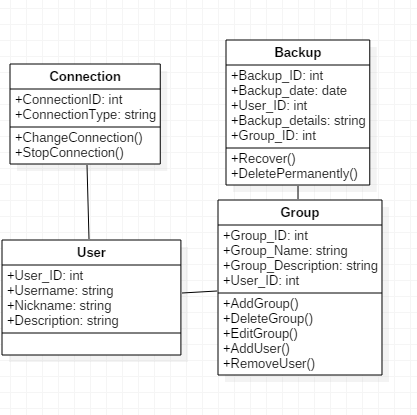 Connection
+ConnectionID: int
+ConnectionType: string
+ChangeConnection()
+StopConnection()
Backup
+Backup_ID: int
+Backup_date: date
+User_ID: int
+Backup_details: string
+Group_ID: int
+Recover()
+DeletePermanently()
User
+User_ID: int
+Username: string
+Nickname: string
+Description: string
Group
+Group_ID: int
+Group_Name: string
+Group_Description: string
+User_ID: int
+AddGroup()
+DeleteGroup()
+EditGroup()
+AddUser()
+RemoveUser()